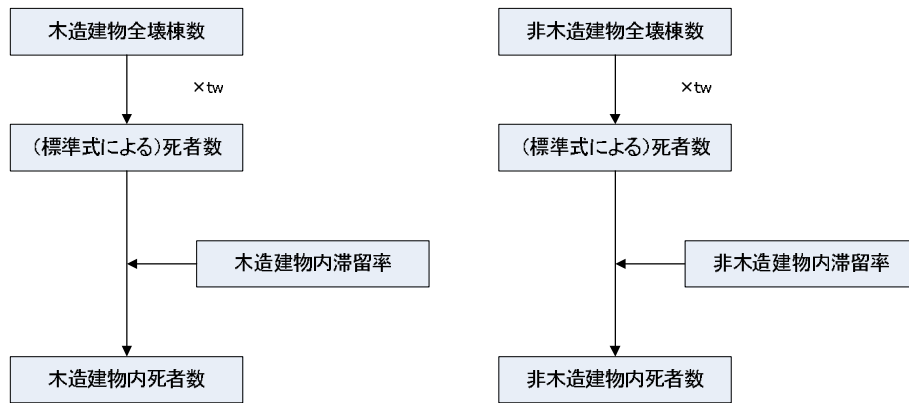 木造建物全壊棟数
×tw
(標準式による)死者数
木造建物内滞留率
木造建物内死者数
非木造建物全壊棟数
×tw
(標準式による)死者数
非木造建物内滞留率
非木造建物内死者数